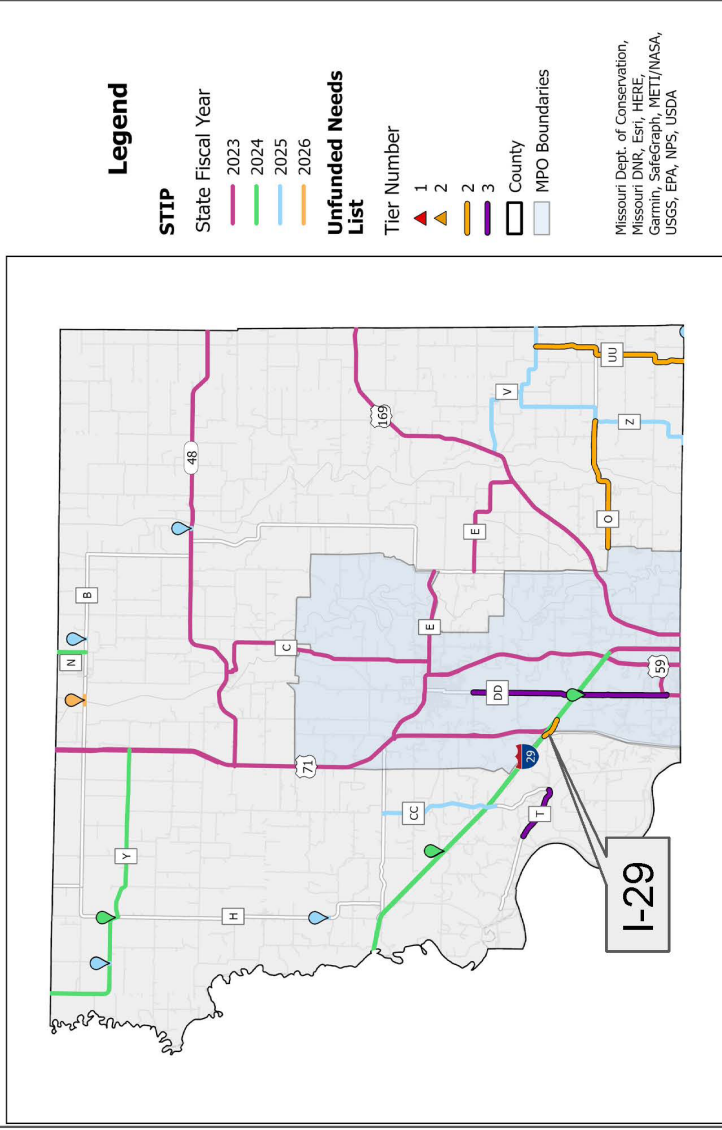 Legend
STIP
State Fiscal Year
2023
2024
2025
2026
Unfunded Needs
List
Tier Number
1
2
2
3
County
MPO Boundaries
Missouri Dept. of Conservation,
Missouri DNR, Esri, HERE,
Garmin, SafeGraph, METI/NASA,
USGS, EPA, NPS, USDA
N
B
Y
48
H
C
71
169
CC
E
E
V
DD
29
T
O
UU
Z
59
I-29